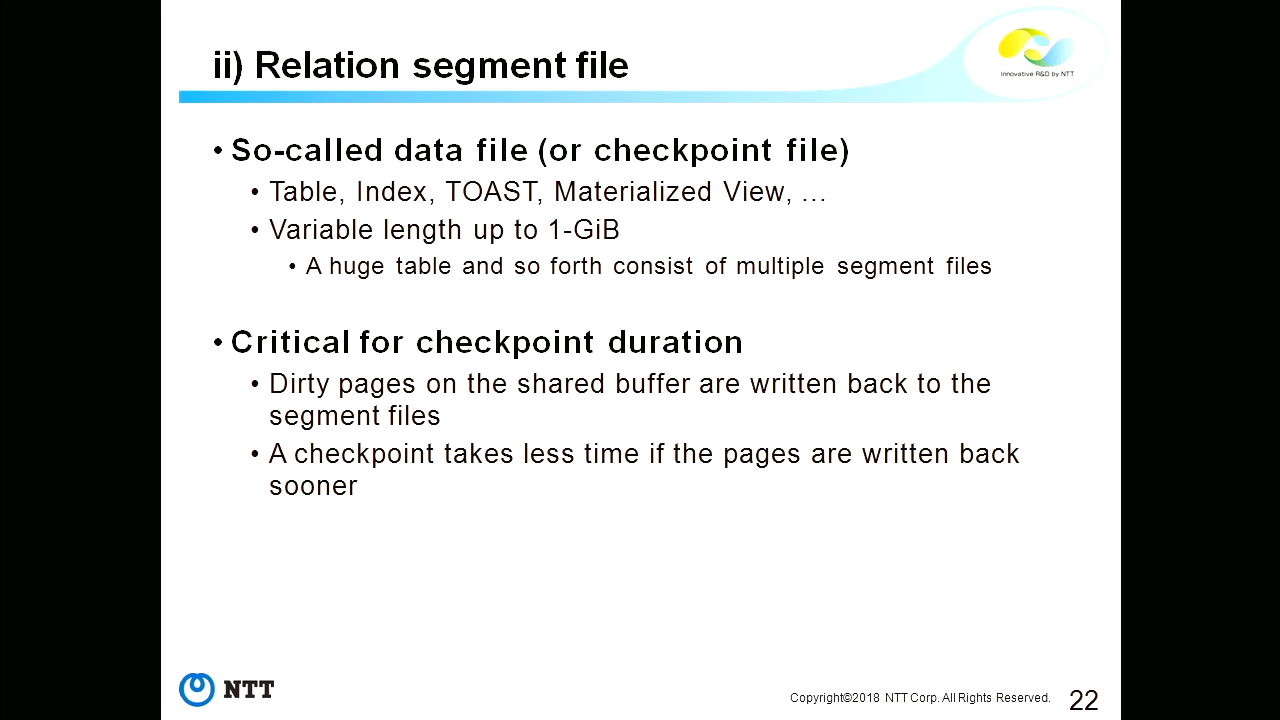 ii) Relation segment file
Innovative R&D by NTT
• So-called data file (or checkpoint file)
• Table, Index, TOAST, Materialized View, ...
• Variable length up to 1-GiB
• A huge table and so forth consist of multiple segment files
• Critical for checkpoint duration
• Dirty pages on the shared buffer are written back to the
segment files
• A checkpoint takes less time if the pages are written back
sooner
NTT
Copyright©2018 NTT Corp. All Rights Reserved.
22